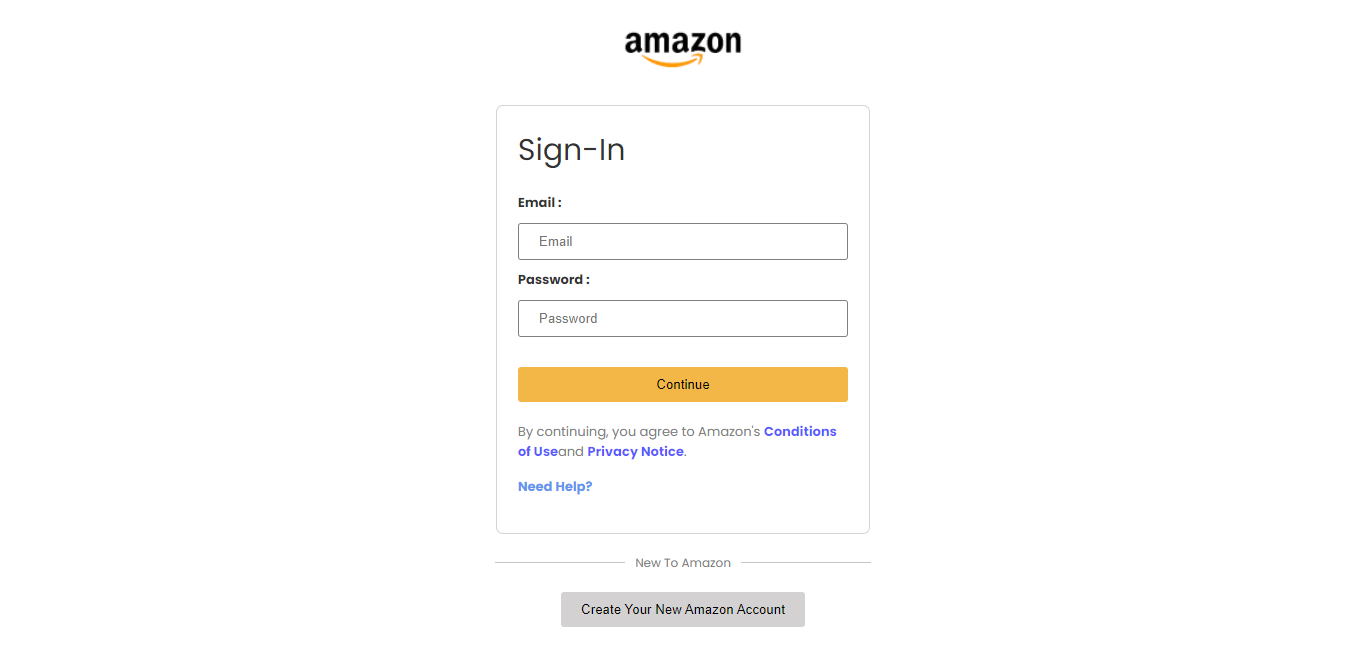 amazon
Sign-In
Email :
Email
Password :
Password
Continue
By continuing, you agree to Amazon's Conditions
of Useand Privacy Notice.
Need Help?
New To Amazon
Create Your New Amazon Account